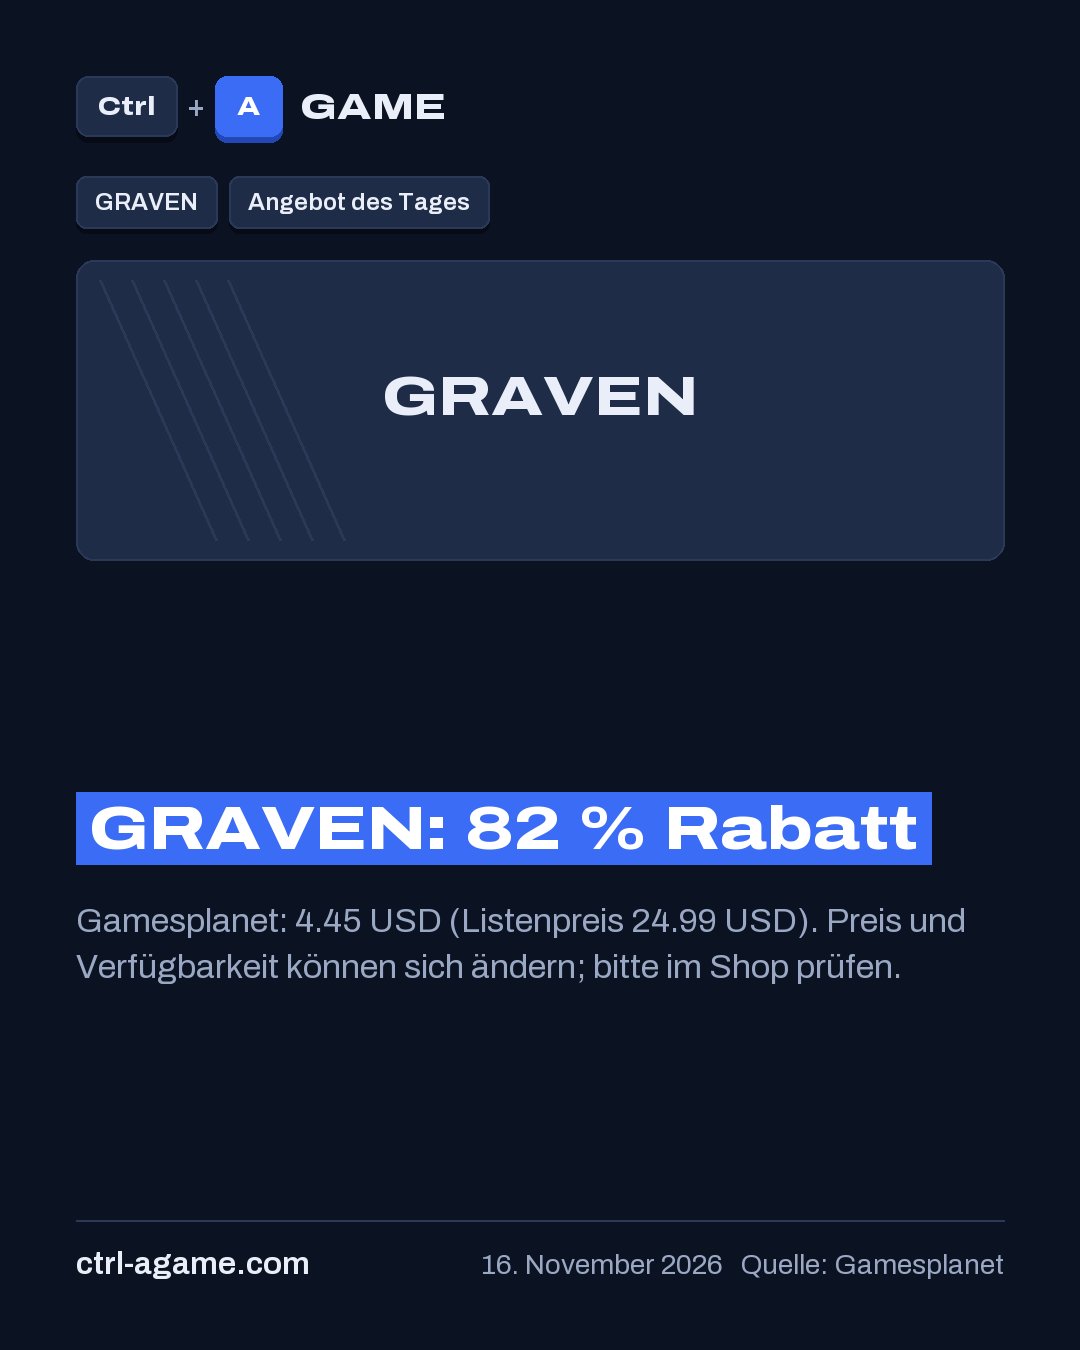 Ctrl + A GAME
GRAVEN Angebot des Tages
GRAVEN
GRAVEN: 82 % Rabatt
Gamesplanet: 4.45 USD (Listenpreis 24.99 USD). Preis und
Verfügbarkeit können sich ändern; bitte im Shop prüfen.
ctrl-agame.com 16. November 2026 Quelle: Gamesplanet